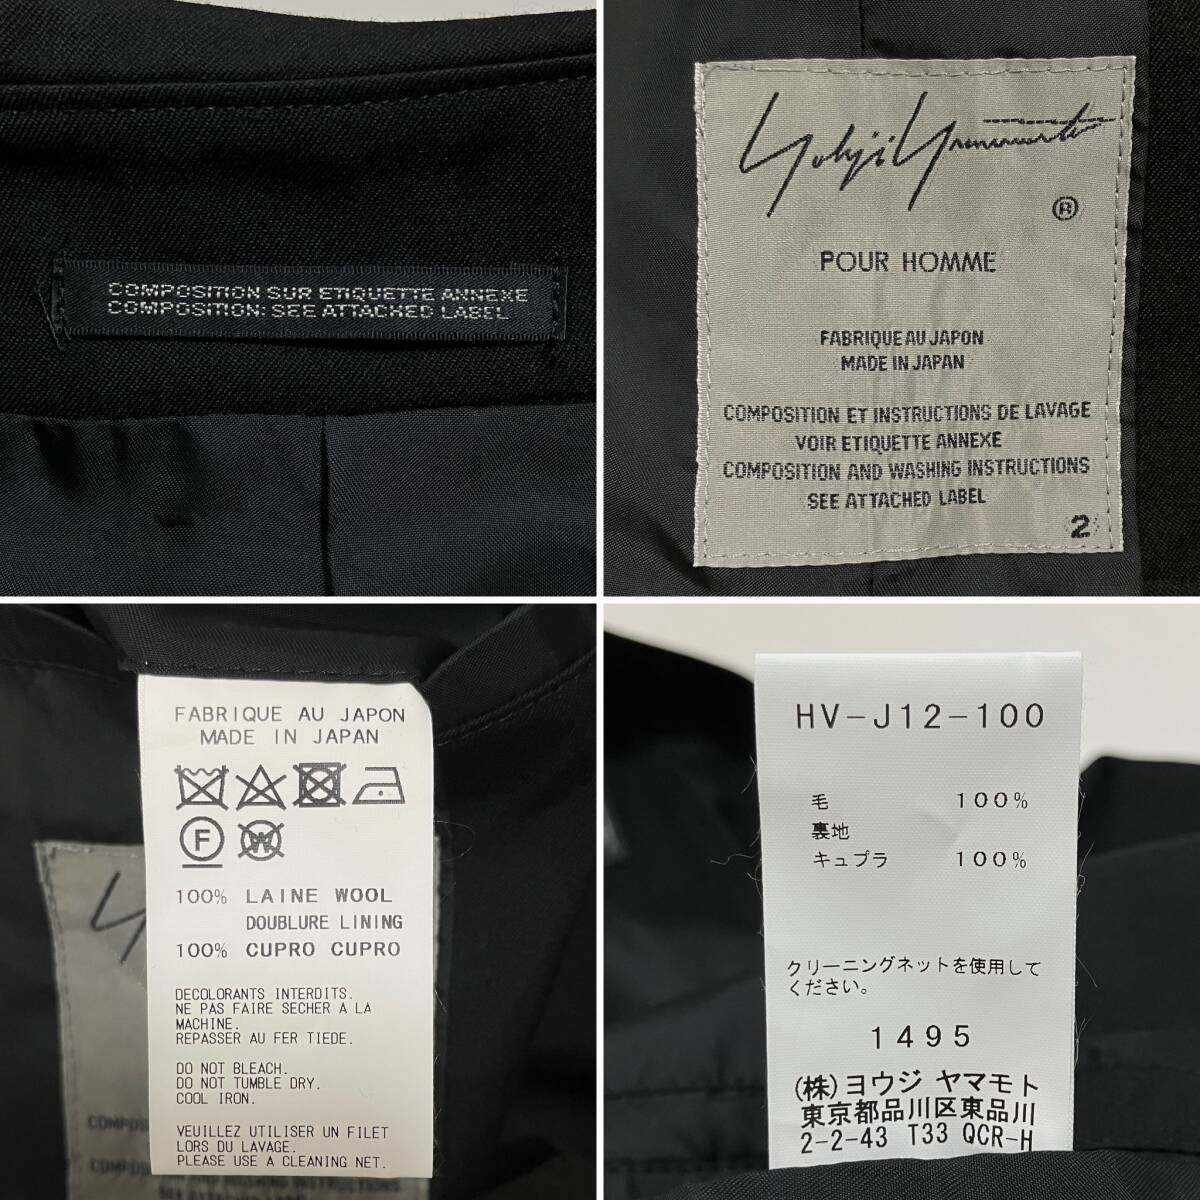 COMPOSITION SUR ETIQUETTE ANNEXE
COMPOSITION: SEE ATTACHED LABEL
Yohji Yamamoto
®
POUR HOMME
FABRIQUE AU JAPON
MADE IN JAPAN
COMPOSITION ET INSTRUCTIONS DE LAVAGE
VOIR ETIQUETTE ANNEXE
COMPOSITION AND WASHING INSTRUCTIONS
SEE ATTACHED LABEL
2
FABRIQUE AU JAPON
MADE IN JAPAN
F W
100% LAINE WOOL
DOUBLURE LINING
100% CUPRO CUPRO
DECOLORANTS INTERDITS.
NE PAS FAIRE SECHER A LA
MACHINE.
REPASSER AU FER TIEDE.
DO NOT BLEACH.
DO NOT TUMBLE DRY.
COOL IRON.
VEUILLEZ UTILISER UN FILET
LORS DU LAVAGE.
PLEASE USE A CLEANING NET.
SEE ATTACHED LABEL
HV-J12-100
毛 100%
裏地
キュプラ 100%
クリーニングネットを使用して
ください。
1495
(株)ヨウジ ヤマモト
東京都品川区東品川
2-2-43 T33 QCR-H